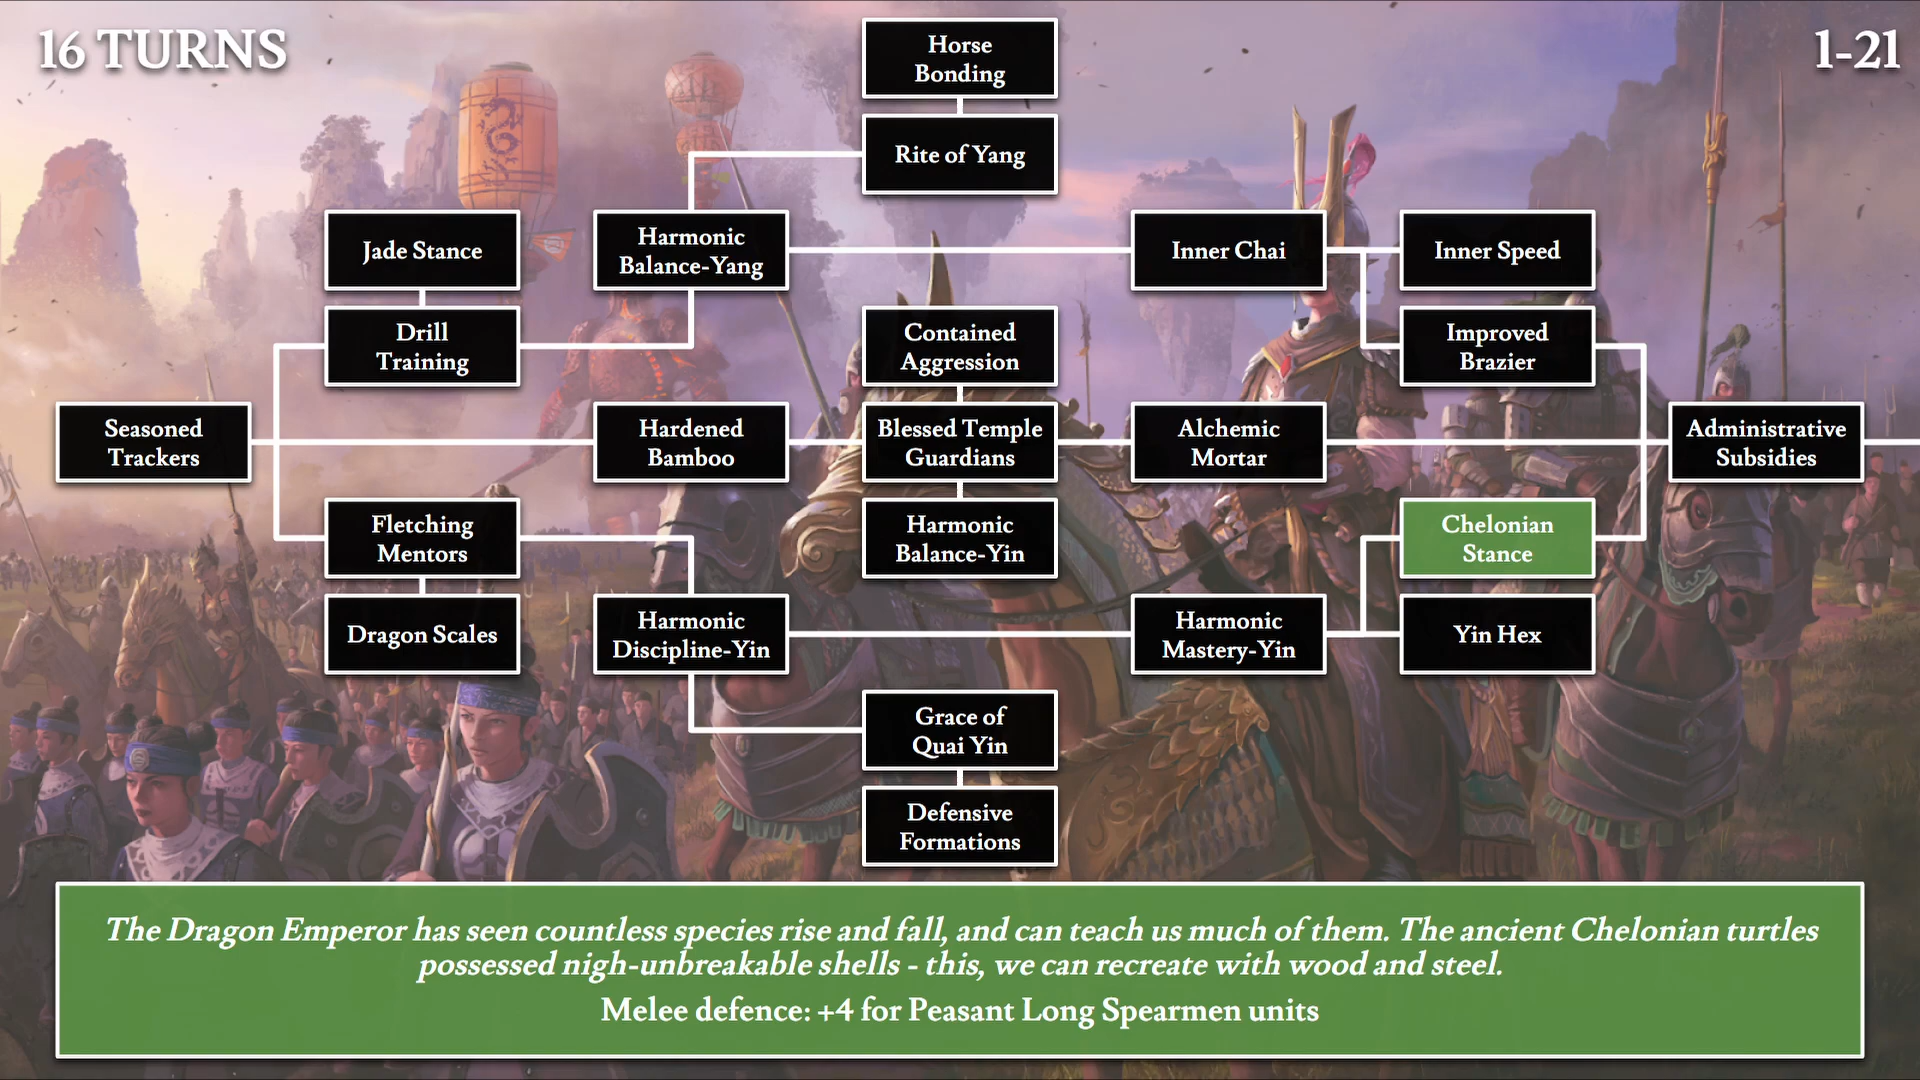 16 TURNS
1-21
Horse
Bonding
Rite of Yang
Jade Stance
Harmonic
Balance-Yang
Inner Chai
Inner Speed
Drill
Training
Contained
Aggression
Improved
Brazier
Seasoned
Trackers
Hardened
Bamboo
Blessed Temple
Guardians
Alchemic
Mortar
Administrative
Subsidies
Fletching
Mentors
Harmonic
Balance-Yin
Chelonian
Stance
Dragon Scales
Harmonic
Discipline-Yin
Harmonic
Mastery-Yin
Yin Hex
Grace of
Quai Yin
Defensive
Formations
The Dragon Emperor has seen countless species rise and fall, and can teach us much of them. The ancient Chelonian turtles
possessed nigh-unbreakable shells - this, we can recreate with wood and steel.
Melee defence: +4 for Peasant Long Spearmen units